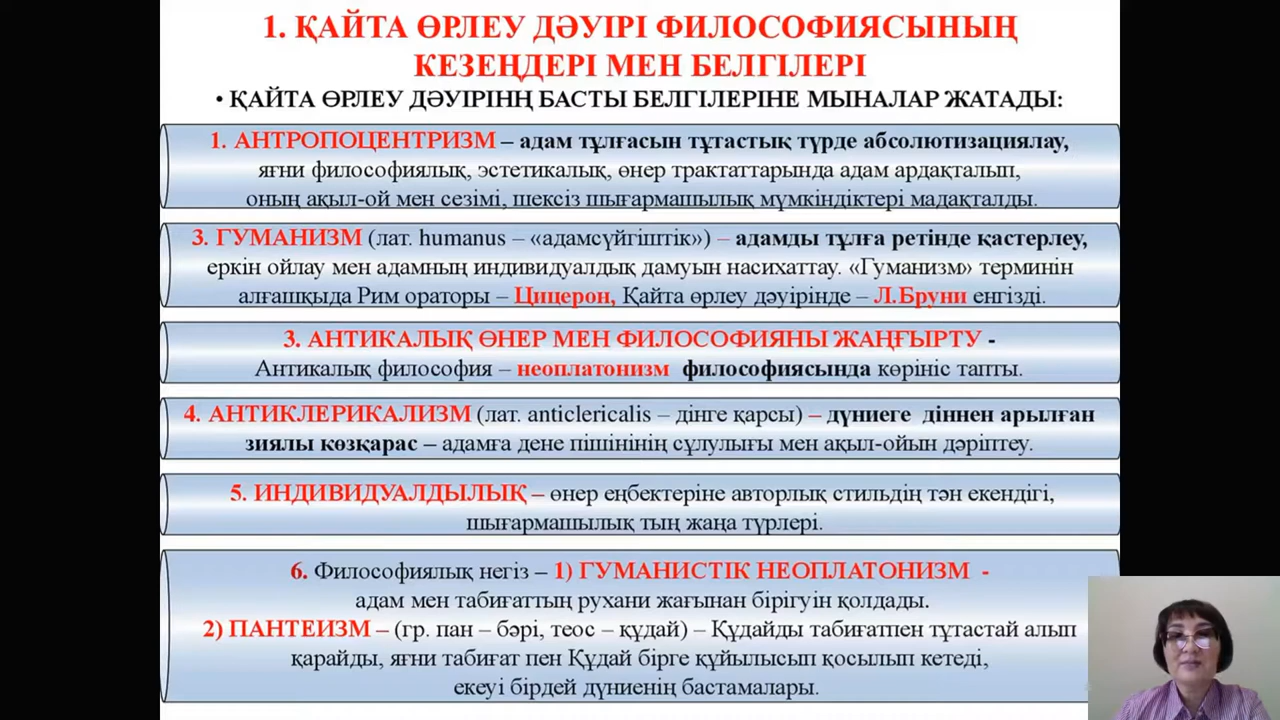 1. ҚАЙТА ӨРЛЕУ ДӘУІРІ ФИЛОСОФИЯСЫНЫҢ
КЕЗЕҢДЕРІ МЕН БЕЛГІЛЕРІ
• ҚАЙТА ӨРЛЕУ ДӘУІРІНҢ БАСТЫ БЕЛГІЛЕРІНЕ МЫНАЛАР ЖАТАДЫ:
1. АНТРОПОЦЕНТРИЗМ – адам тұлғасын тұтастық түрде абсолютизациялау,
яғни философиялық, эстетикалық, өнер трактаттарында адам ардақталып,
оның ақыл-ой мен сезімі, шексіз шығармашылық мүмкіндіктері мадақталды.
3. ГУМАНИЗМ (лат. humanus – «адамсүйгіштік») – адамды тұлға ретінде қастерлеу,
еркін ойлау мен адамның индивидуалдық дамуын насихаттау. «Гуманизм» терминін
алғашқыда Рим ораторы – Цицерон, Қайта өрлеу дәуірінде – Л.Бруни енгізді.
3. АНТИКАЛЫҚ ӨНЕР МЕН ФИЛОСОФИЯНЫ ЖАҢҒЫРТУ -
Антикалық философия – неоплатонизм философиясында көрініс тапты.
4. АНТИКЛЕРИКАЛИЗМ (лат. anticlericalis – дінге қарсы) – дүниеге діннен арылған
зиялы көзқарас – адамға дене пішінінің сұлулығы мен ақыл-ойын дәріптеу.
5. ИНДИВИДУАЛДЫЛЫҚ – өнер еңбектеріне авторлық стильдің тән екендігі,
шығармашылық тың жаңа түрлері.
6. Философиялық негіз – 1) ГУМАНИСТІК НЕОПЛАТОНИЗМ -
адам мен табиғаттың рухани жағынан бірігуін қолдады.
2) ПАНТЕИЗМ – (гр. пан – бәрі, теос – құдай) – Құдайды табиғатпен тұтастай алып
қарайды, яғни табиғат пен Құдай бірге құйылысып қосылып кетеді,
екеуі бірдей дүниенің бастамалары.